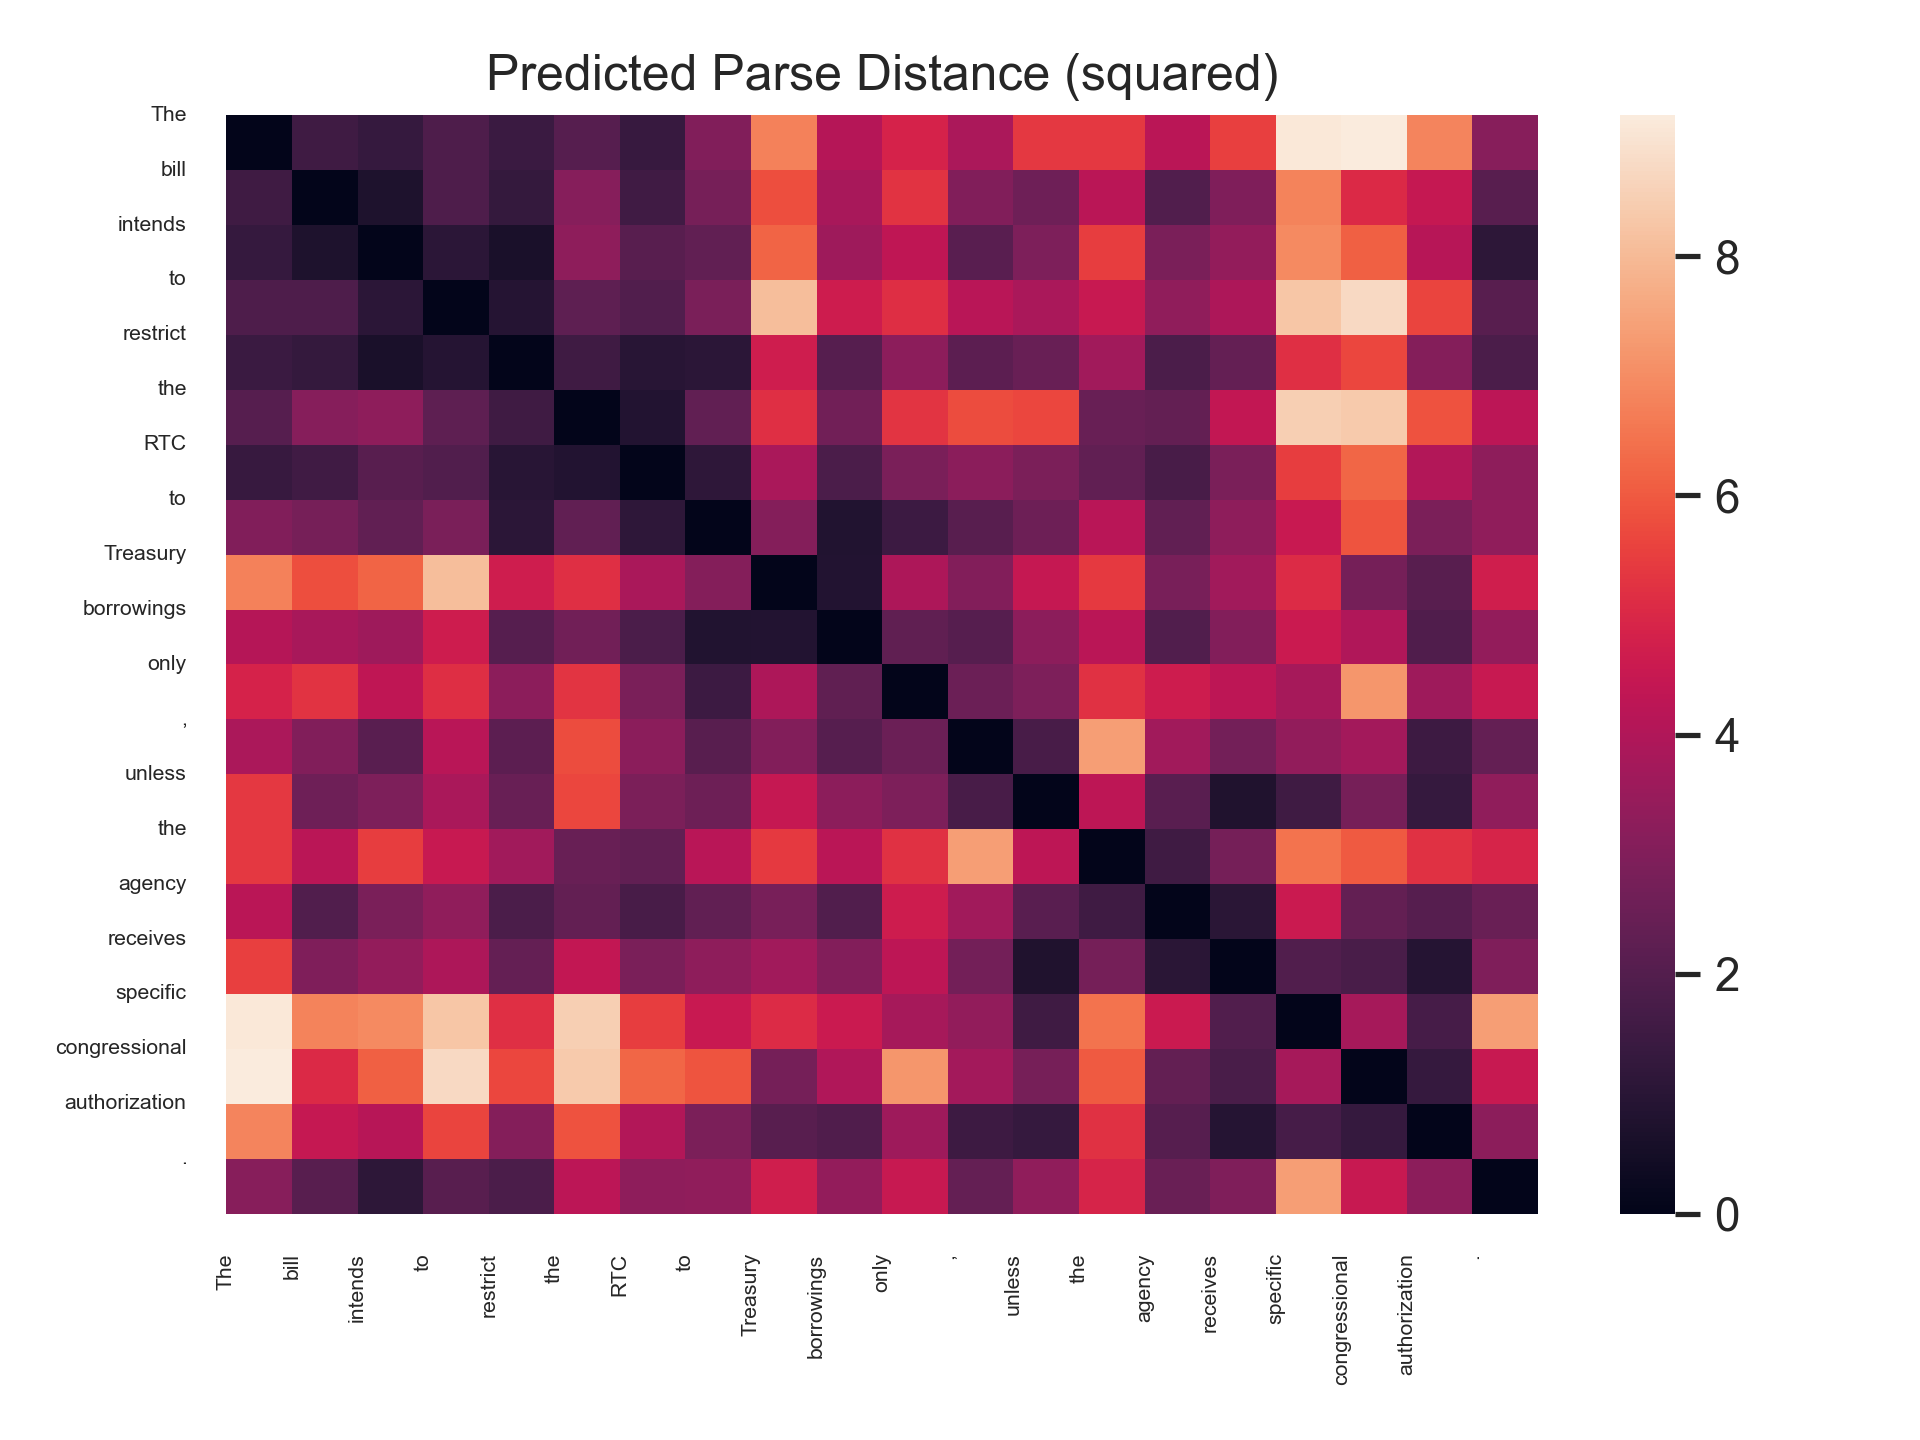 Predicted Parse Distance (squared)
The
bill
intends
to
restrict
the
RTC
to
Treasury
borrowings
only
,
unless
the
agency
receives
specific
congressional
authorization
.
8
6
4
2
0
The
bill
intends
to
restrict
the
RTC
to
Treasury
borrowings
only
,
unless
the
agency
receives
specific
congressional
authorization
.